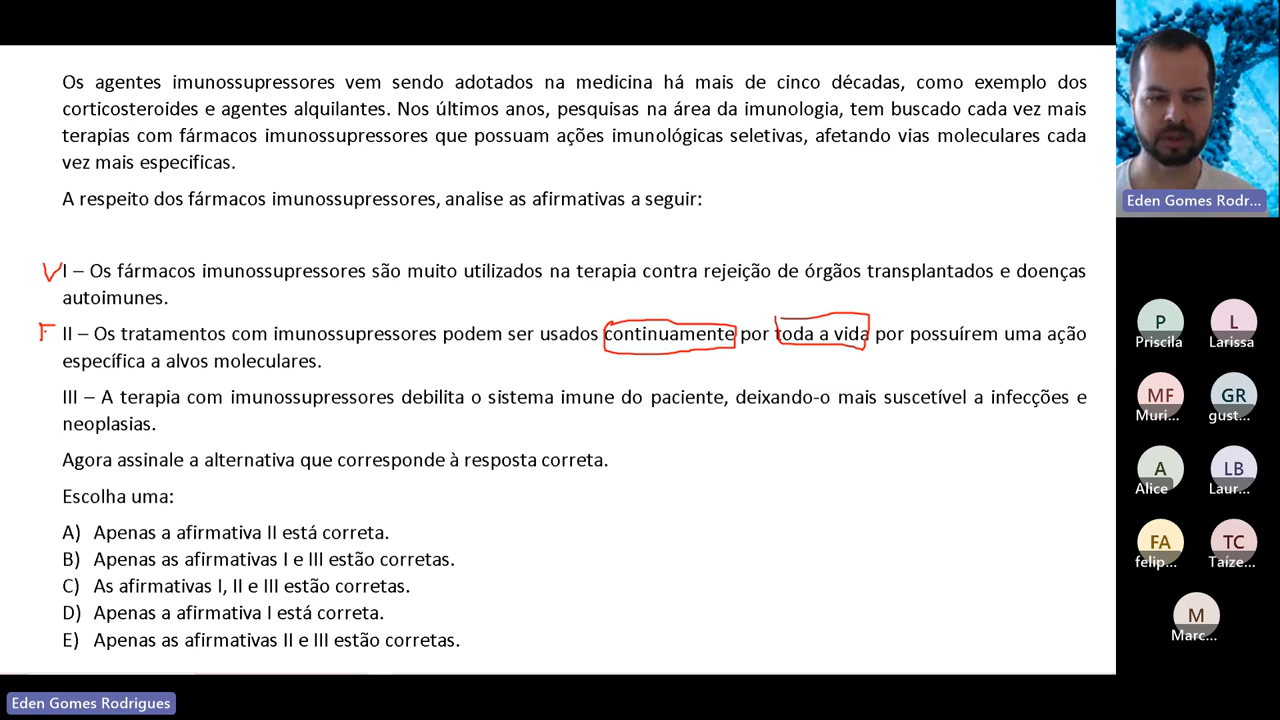 Os agentes imunossupressores vem sendo adotados na medicina há mais de cinco décadas, como exemplo dos
corticosteroides e agentes alquilantes. Nos últimos anos, pesquisas na área da imunologia, tem buscado cada vez mais
terapias com fármacos imunossupressores que possuam ações imunológicas seletivas, afetando vias moleculares cada
vez mais especificas.
A respeito dos fármacos imunossupressores, analise as afirmativas a seguir:
V I – Os fármacos imunossupressores são muito utilizados na terapia contra rejeição de órgãos transplantados e doenças
autoimunes.
F II – Os tratamentos com imunossupressores podem ser usados continuamente por toda a vida por possuírem uma ação
específica a alvos moleculares.
III – A terapia com imunossupressores debilita o sistema imune do paciente, deixando-o mais suscetível a infecções e
neoplasias.
Agora assinale a alternativa que corresponde à resposta correta.
Escolha uma:
A) Apenas a afirmativa II está correta.
B) Apenas as afirmativas I e III estão corretas.
C) As afirmativas I, II e III estão corretas.
D) Apenas a afirmativa I está correta.
E) Apenas as afirmativas II e III estão corretas.
Eden Gomes Rodrigues
Eden Gomes Rodr...
P
Priscila
L
Larissa
MF
Muri...
GR
gust...
A
Alice
LB
Laur...
FA
felip...
TC
Taíze...
M
Marc...